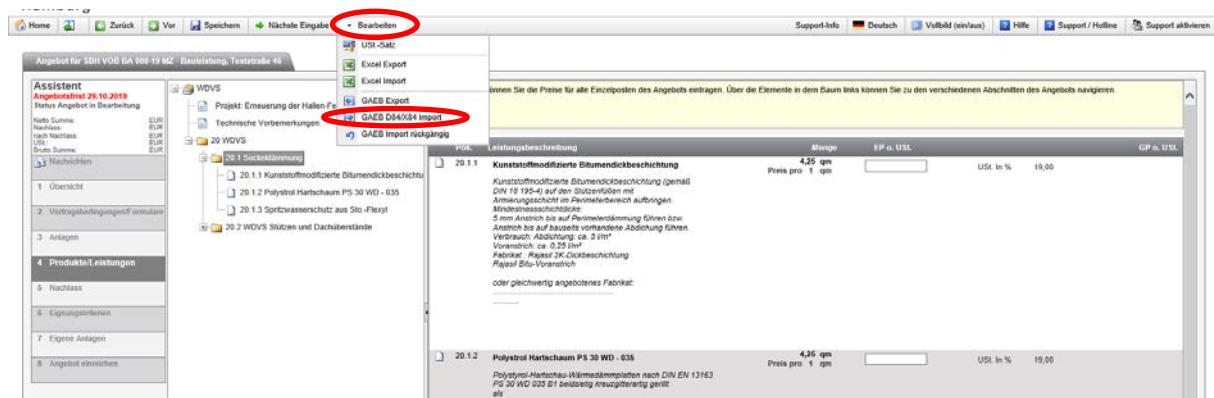 Home Zurück Vor Speichern Nächste Eingabe Bearbeiten Support-Info Deutsch Vollbild (ein/aus) Hilfe Support / Hotline Support aktivieren
USt.-Satz
Excel Export
Excel Import
GAEB Export
GAEB D84/X84 Import
GAEB Import rückgängig
Angebot für SBH VOB BA 000-19 MZ - Bauleistung, Teststraße 46
Assistent
Angebotsfrist 29.10.2019
Status Angebot in Bearbeitung
Netto Summe: EUR
Nachlass: EUR
nach Nachlass: EUR
USt.: EUR
Brutto Summe: EUR
Nachrichten
1 Übersicht
2 Vertragsbedingungen/Formulare
3 Anlagen
4 Produkte/Leistungen
5 Nachlass
6 Eignungskriterien
7 Eigene Anlagen
8 Angebot einreichen
WDVS
Projekt: Erneuerung der Hallen-Fe
Technische Vorbemerkungen:
20 WDVS
20.1 Sockeldämmung
20.1.1 Kunststoffmodifizierte Bitumendickbeschichtu
20.1.2 Polystrol Hartschaum PS 30 WD - 035
20.1.3 Spritzwasserschutz aus Sto -Flexyl
20.2 WDVS Stützen und Dachüberstände
önnen Sie die Preise für alle Einzelposten des Angebots eintragen. Über die Elemente in dem Baum links können Sie zu den verschiedenen Abschnitten des Angebots navigieren.
Pos. Leistungsbeschreibung Menge EP o. USt. GP o. USt.
20.1.1 Kunststoffmodifizierte Bitumendickbeschichtung 4,25 qm USt. In % 19,00
Preis pro 1 qm
Kunststoffmodifizierte Bitumendickbeschichtung (gemäß
DIN 18 195-4) auf den Stützenfüßen mit
Armierungsschicht im Perimeterbereich aufbringen.
Mindestnassschichtdicke:
5 mm Anstrich bis auf Perimeterdämmung führen bzw.
Anstrich bis auf bauseits vorhandene Abdichung führen.
Verbrauch: Abdichtung: ca. 5 l/m²
Voranstrich: ca. 0,25 l/m²
Fabrikat : Rajasil 2K-Dickbeschichtung
Rajasil Bitu-Voranstrich
oder gleichwertig angebotenes Fabrikat:
20.1.2 Polystrol Hartschaum PS 30 WD - 035 4,25 qm USt. In % 19,00
Preis pro 1 qm
Polystyrol-Hartschau-Wärmedämmplatten nach DIN EN 13163
PS 30 WD 035 B1 beidseitig kreuzgitterartig gerillt
als